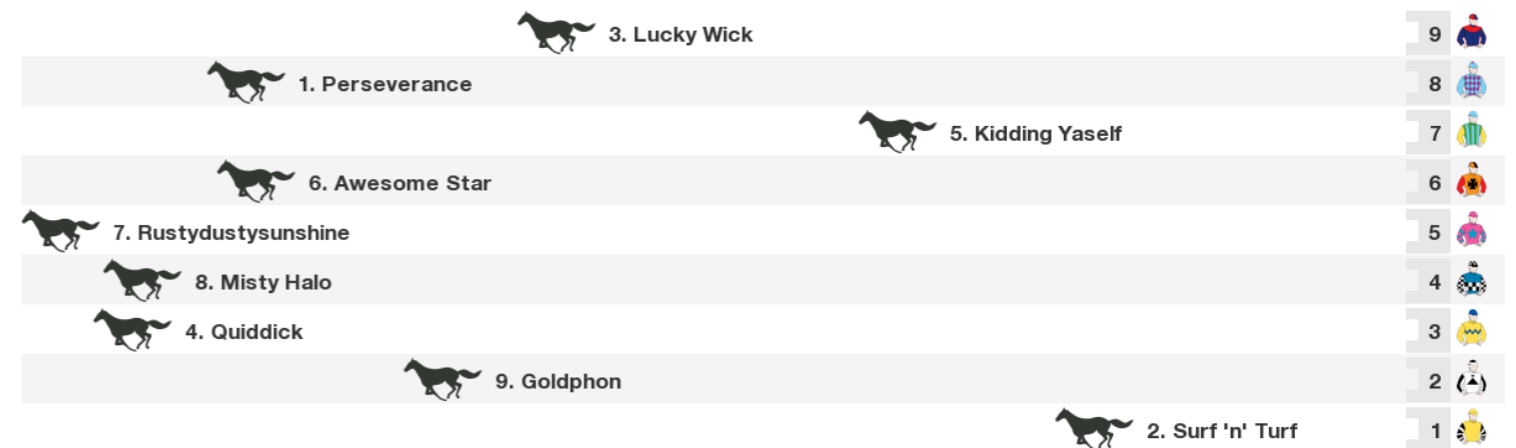 3. Lucky Wick 9
1. Perseverance 8
5. Kidding Yaself 7
6. Awesome Star 6
7. Rustydustysunshine 5
8. Misty Halo 4
4. Quiddick 3
9. Goldphon 2
2. Surf 'n' Turf 1